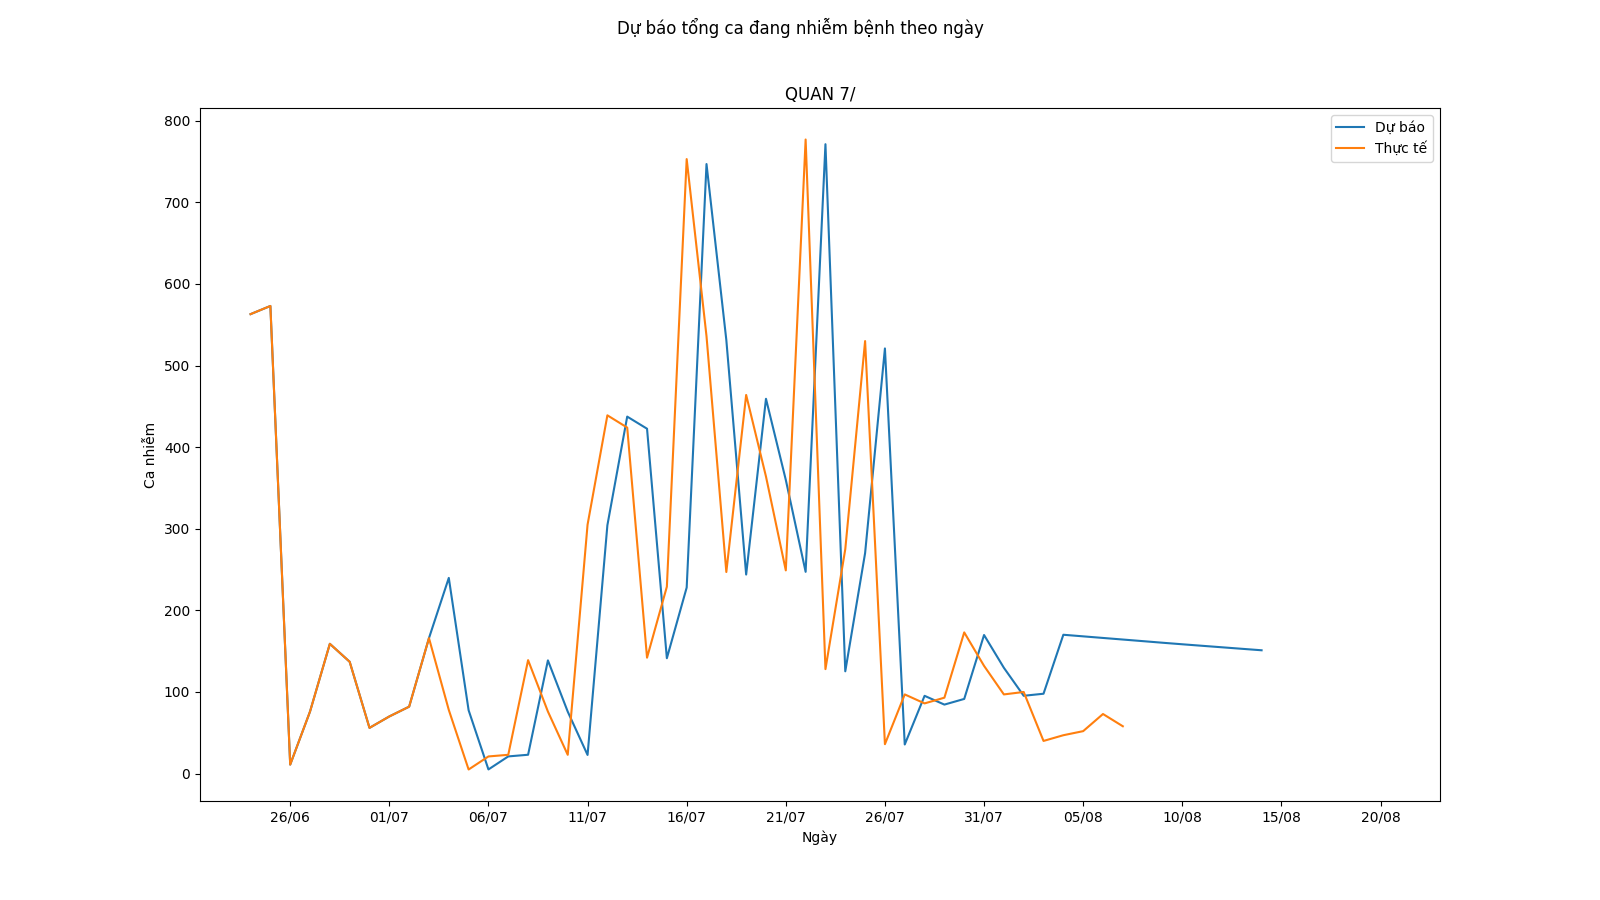 Dự báo tổng ca đang nhiễm bệnh theo ngày
QUAN 7/
Dự báo
Thực tế
800
700
600
500
400
300
200
100
0
Ca nhiễm
26/06 01/07 06/07 11/07 16/07 21/07 26/07 31/07 05/08 10/08 15/08 20/08
Ngày